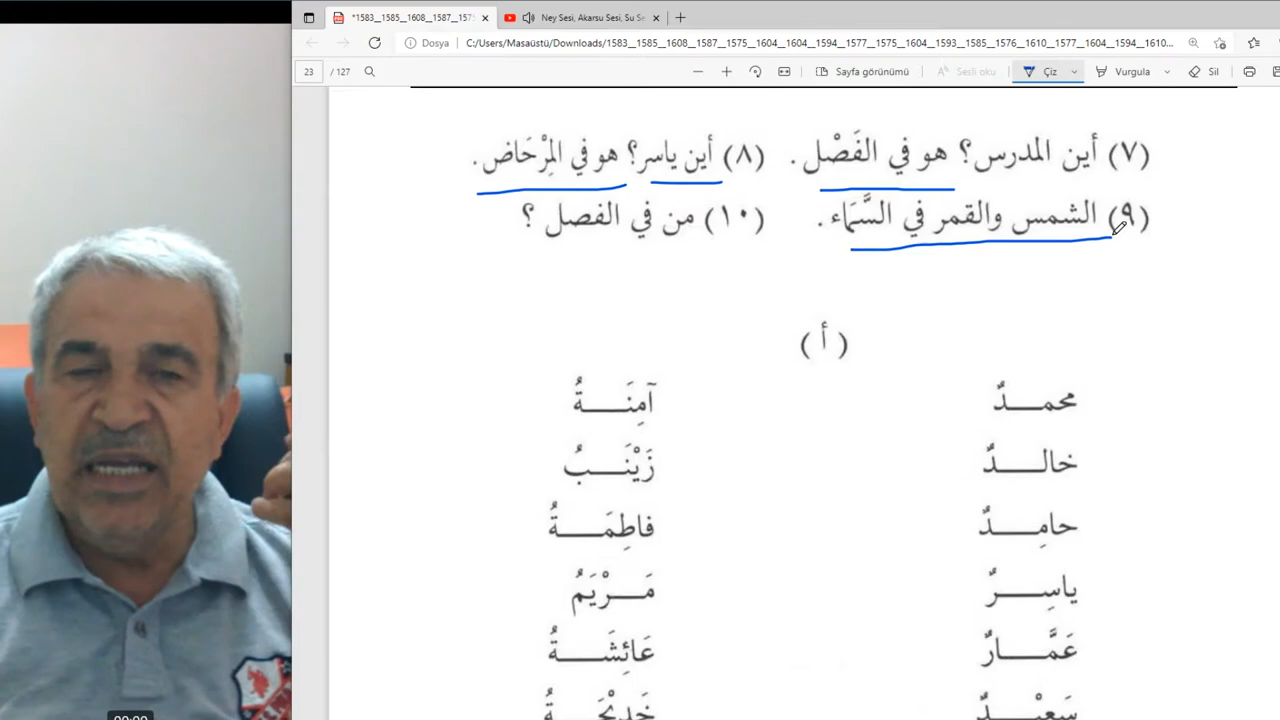 *1583__1585__1608__1587__157
Ney Sesi, Akarsu Sesi, Su Se
Dosya
C:/Users/Masaüstü/Downloads/1583__1585__1608__1587__1575__1604__1604__1594__1577__1575__1604__1593__1585__1576__1610__1577__1604__1594__1610...
23 / 127
Sayfa görünümü
Sesli oku
Çiz
Vurgula
Sil
(٧) أين المدرس؟ هو في الفَصْل . (٨) أين ياسر؟ هو في المِرْحَاض .
(٩) الشمس والقمر في السَّمَاء . (١٠) من في الفصل ؟
( أ )
محمـــدٌ آمِنَـــةُ
خالـــدٌ زَيْنَـــبُ
حامِـــدٌ فاطِمَـــةُ
ياسِـــرٌ مَـــرْيَمُ
عَمَّـــارٌ عَائِشَـــةُ
سَعِيْـــدٌ خَدِيْجَـــةُ